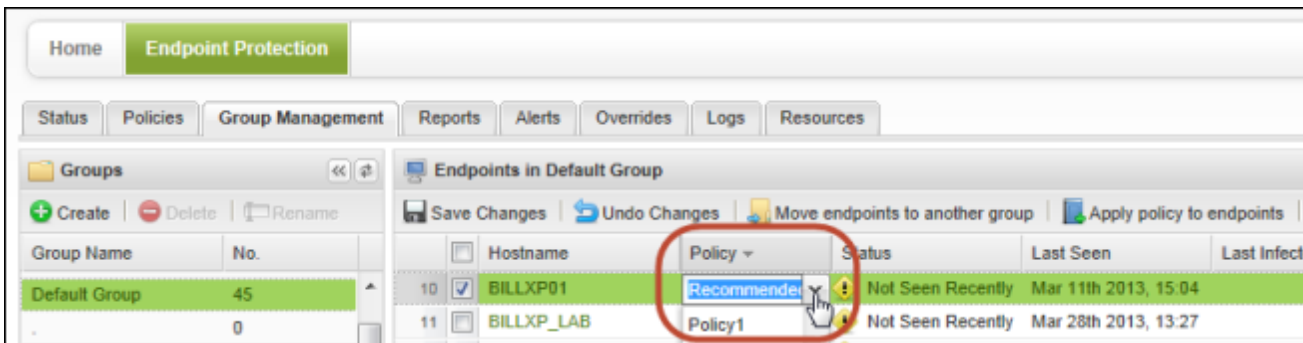 Home Endpoint Protection
Status Policies Group Management Reports Alerts Overrides Logs Resources
Groups
Create Delete Rename
Group Name No.
Default Group 45
. 0
Endpoints in Default Group
Save Changes Undo Changes Move endpoints to another group Apply policy to endpoints
Hostname Policy Status Last Seen Last Infect
10 BILLXP01 Recommended Not Seen Recently Mar 11th 2013, 15:04
11 BILLXP_LAB Policy1 Not Seen Recently Mar 28th 2013, 13:27